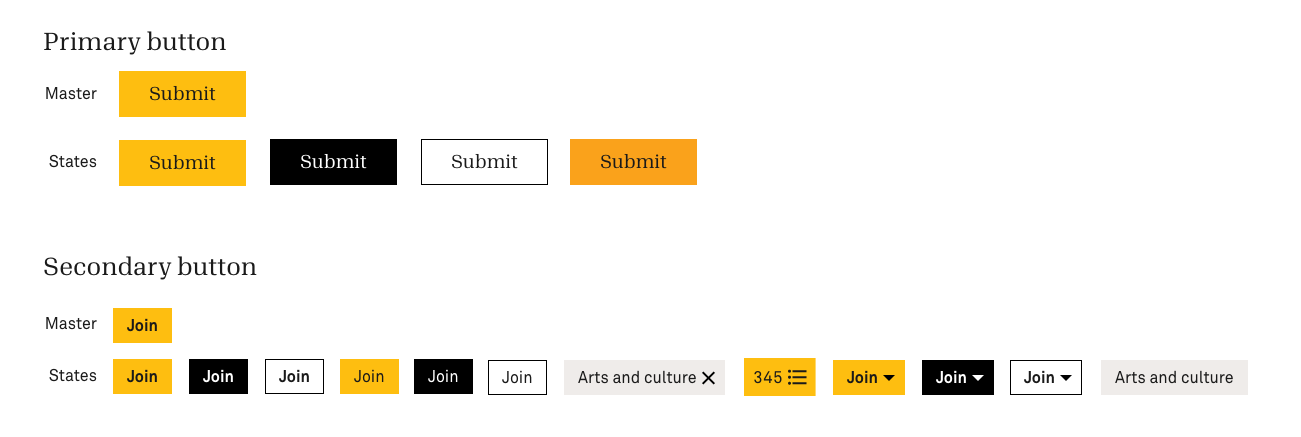 Primary button
Master Submit
States Submit Submit Submit Submit
Secondary button
Master Join
States Join Join Join Join Join Join Arts and culture 345 Join Join Join Arts and culture